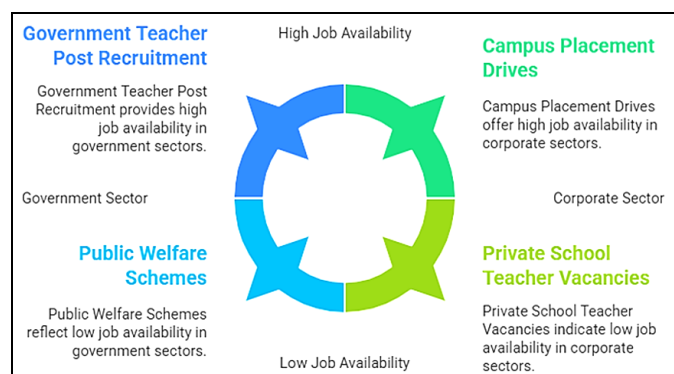 Government Teacher
Post Recruitment
Government Teacher Post
Recruitment provides high
job availability in
government sectors.
High Job Availability
Campus Placement
Drives
Campus Placement Drives
offer high job availability in
corporate sectors.
Government Sector
Corporate Sector
Public Welfare
Schemes
Public Welfare Schemes
reflect low job availability in
government sectors.
Private School
Teacher Vacancies
Private School Teacher
Vacancies indicate low job
availability in corporate
sectors.
Low Job Availability